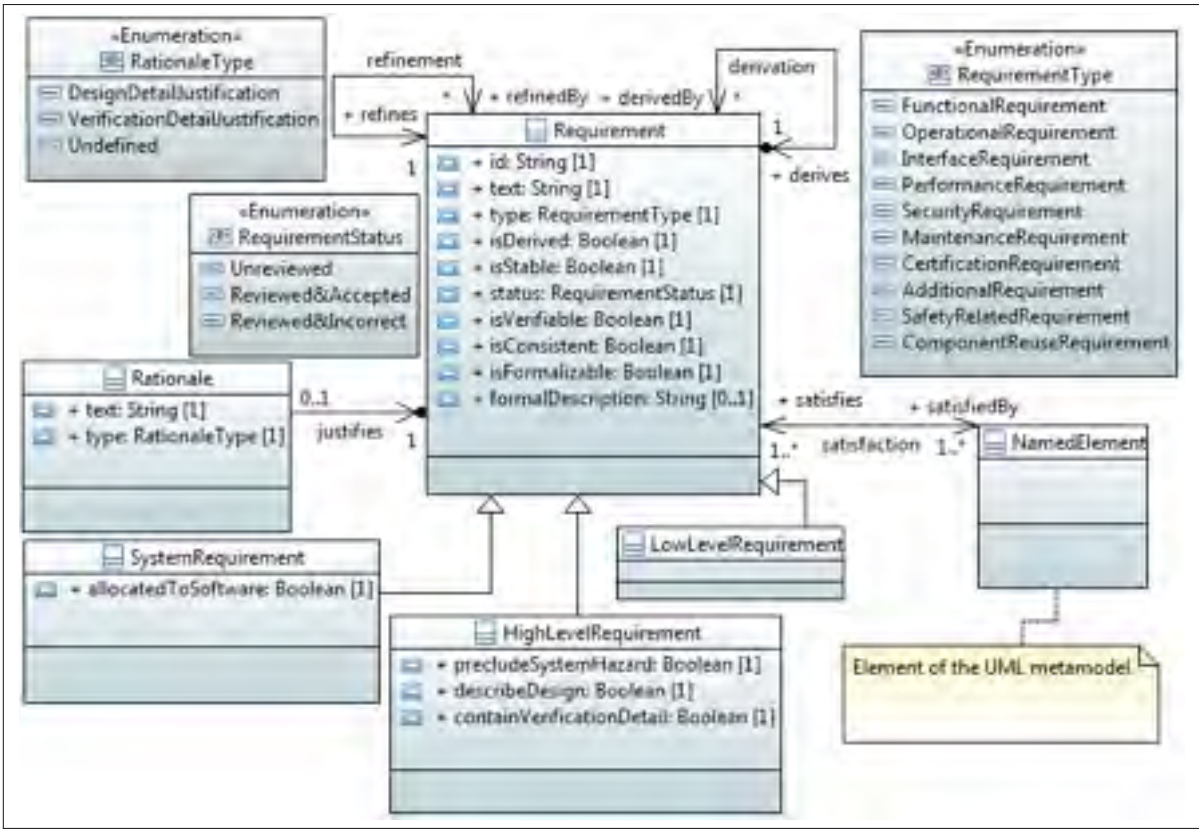 «Enumeration»
RationaleType
DesignDetailJustification
VerificationDetailJustification
Undefined
refinement
* + refinedBy
+ refines
1
+ derivedBy *
derivation
1
+ derives
«Enumeration»
RequirementType
FunctionalRequirement
OperationalRequirement
InterfaceRequirement
PerformanceRequirement
SecurityRequirement
MaintenanceRequirement
CertificationRequirement
AdditionalRequirement
SafetyRelatedRequirement
ComponentReuseRequirement
Requirement
+ id: String [1]
+ text: String [1]
+ type: RequirementType [1]
+ isDerived: Boolean [1]
+ isStable: Boolean [1]
+ status: RequirementStatus [1]
+ isVerifiable: Boolean [1]
+ isConsistent: Boolean [1]
+ isFormalizable: Boolean [1]
+ formalDescription: String [0..1]
«Enumeration»
RequirementStatus
Unreviewed
Reviewed&Accepted
Reviewed&Incorrect
Rationale
+ text: String [1]
+ type: RationaleType [1]
0..1
justifies
1
+ satisfies
+ satisfiedBy
1..* satisfaction 1..*
NamedElement
LowLevelRequirement
SystemRequirement
+ allocatedToSoftware: Boolean [1]
HighLevelRequirement
+ precludeSystemHazard: Boolean [1]
+ describeDesign: Boolean [1]
+ containVerificationDetail: Boolean [1]
Element of the UML metamodel